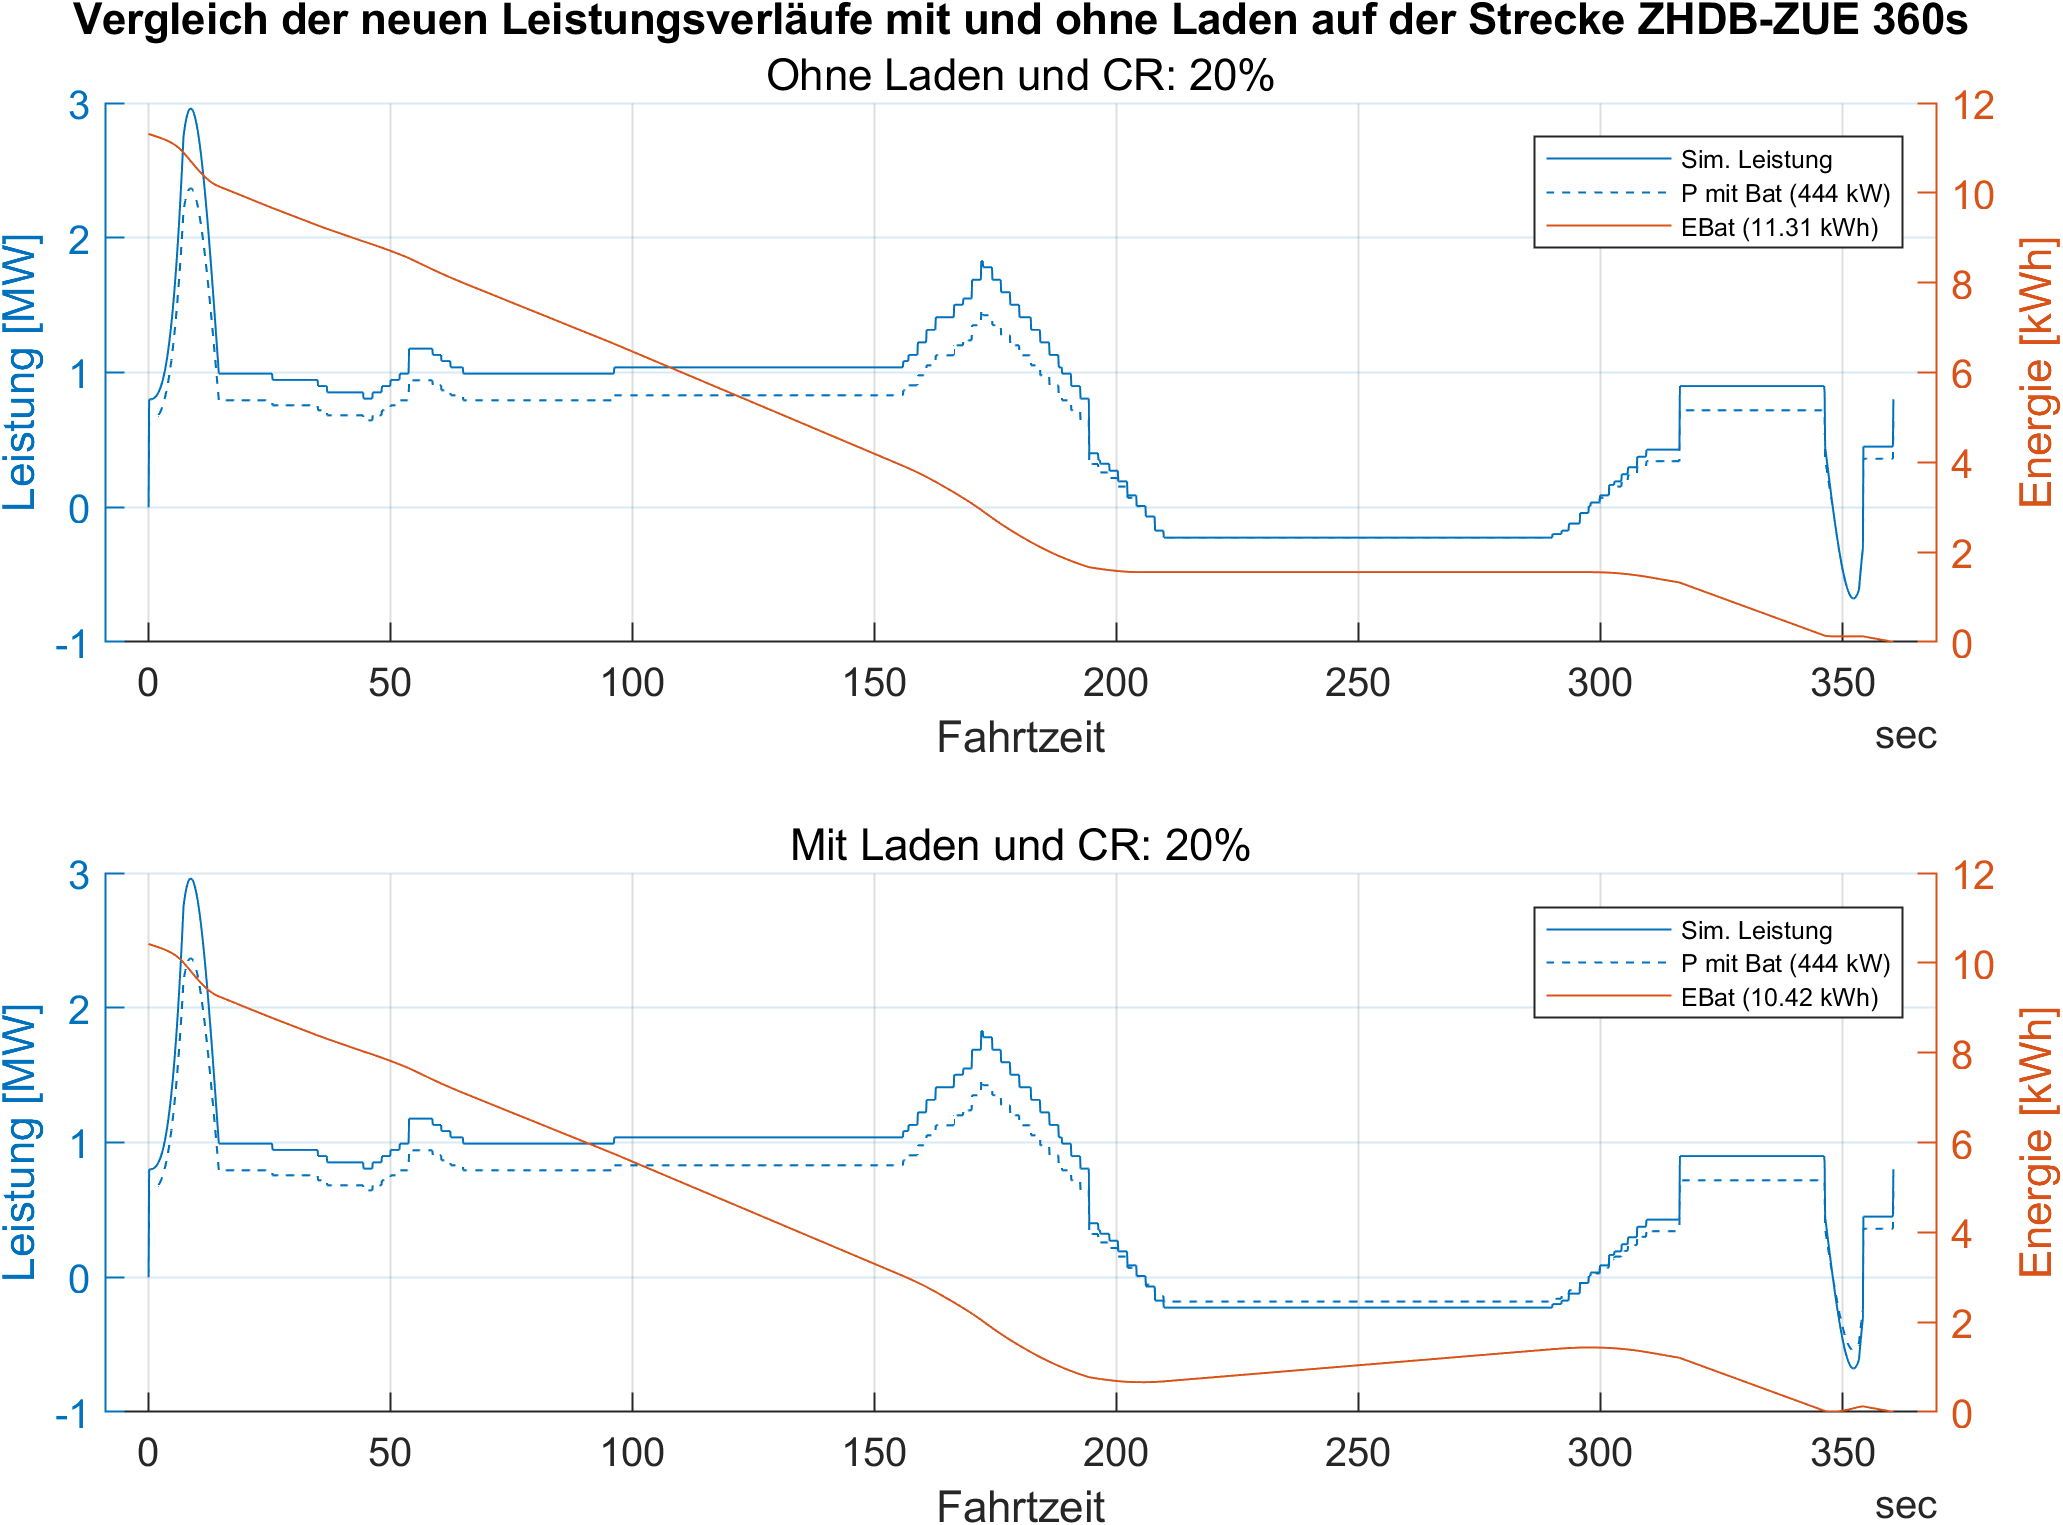 Vergleich der neuen Leistungsverläufe mit und ohne Laden auf der Strecke ZHDB-ZUE 360s
Ohne Laden und CR: 20%
Leistung [MW]
3
2
1
0
-1
Sim. Leistung
P mit Bat (444 kW)
EBat (11.31 kWh)
12
10
8
6
4
2
0
Energie [kWh]
0 50 100 150 200 250 300 350
Fahrtzeit
sec
Mit Laden und CR: 20%
Leistung [MW]
3
2
1
0
-1
Sim. Leistung
P mit Bat (444 kW)
EBat (10.42 kWh)
12
10
8
6
4
2
0
Energie [kWh]
0 50 100 150 200 250 300 350
Fahrtzeit
sec